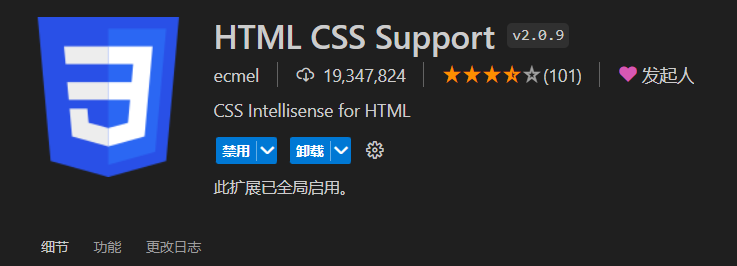 HTML CSS Support v2.0.9
ecmel 19,347,824 (101) 发起人
CSS Intellisense for HTML
禁用 卸载
此扩展已全局启用。
细节 功能 更改日志